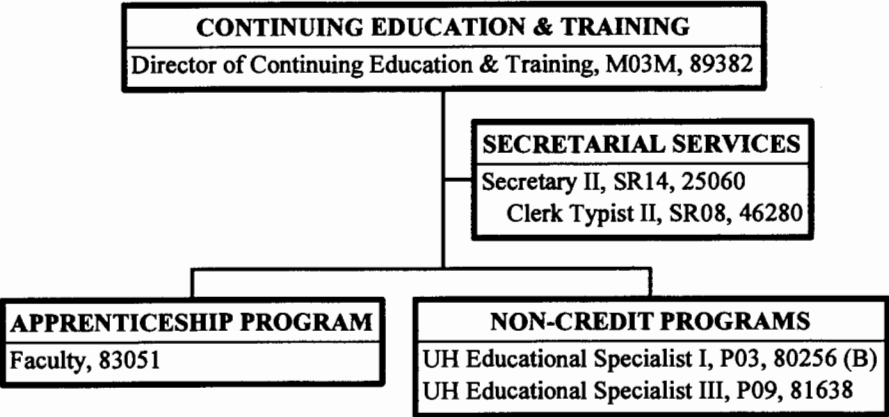 CONTINUING EDUCATION & TRAINING
Director of Continuing Education & Training, M03M, 89382
SECRETARIAL SERVICES
Secretary II, SR14, 25060
Clerk Typist II, SR08, 46280
APPRENTICESHIP PROGRAM
Faculty, 83051
NON-CREDIT PROGRAMS
UH Educational Specialist I, P03, 80256 (B)
UH Educational Specialist III, P09, 81638